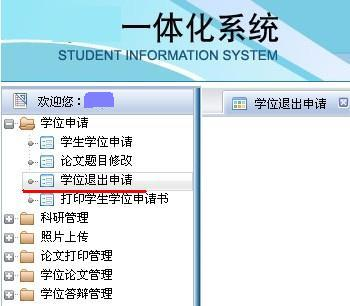 一体化系统
STUDENT INFORMATION SYSTEM
欢迎您：
学位退出申请
学位申请
学生学位申请
论文题目修改
学位退出申请
打印学生学位申请书
科研管理
照片上传
论文打印管理
学位论文管理
学位答辩管理